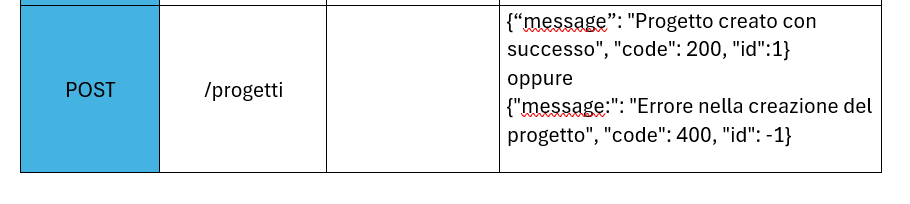 POST
/progetti
{“message”: "Progetto creato con
successo", "code": 200, "id":1}
oppure
{"message:": "Errore nella creazione del
progetto", "code": 400, "id": -1}